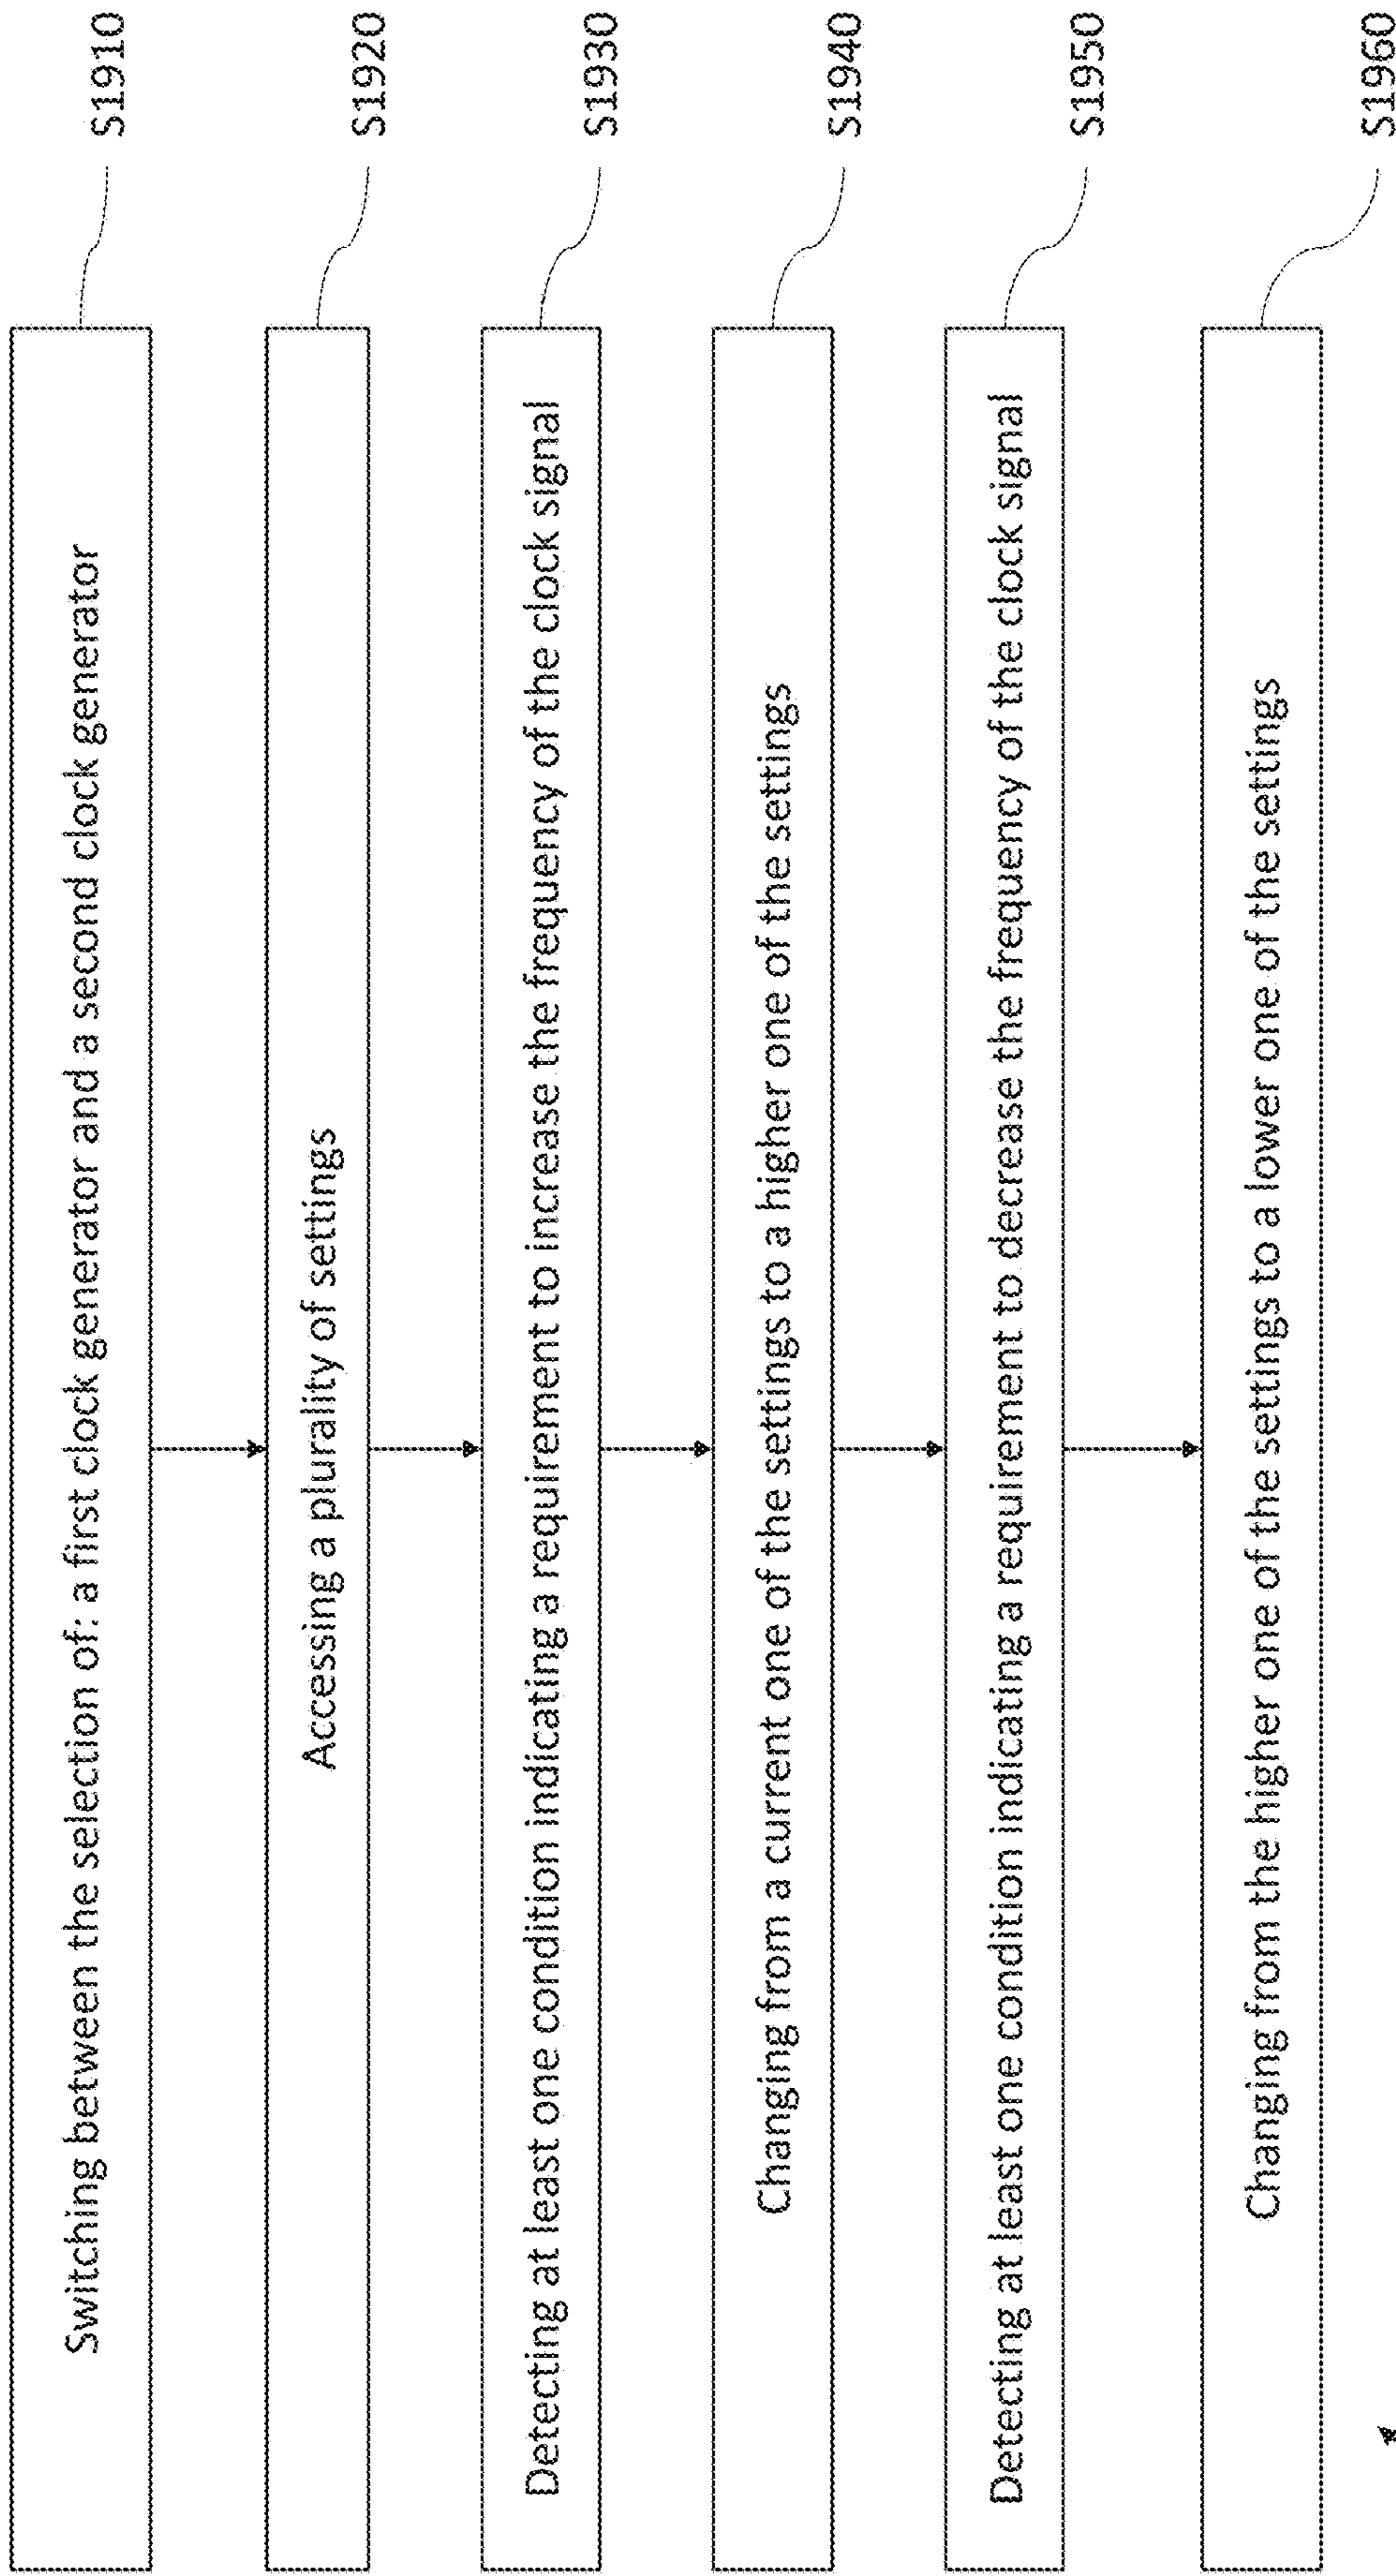 Switching between the selection of: a first clock generator and a second clock generator
S1910
Accessing a plurality of settings
S1920
Detecting at least one condition indicating a requirement to increase the frequency of the clock signal
S1930
Changing from a current one of the settings to a higher one of the settings
S1940
Detecting at least one condition indicating a requirement to decrease the frequency of the clock signal
S1950
Changing from the higher one of the settings to a lower one of the settings
S1960